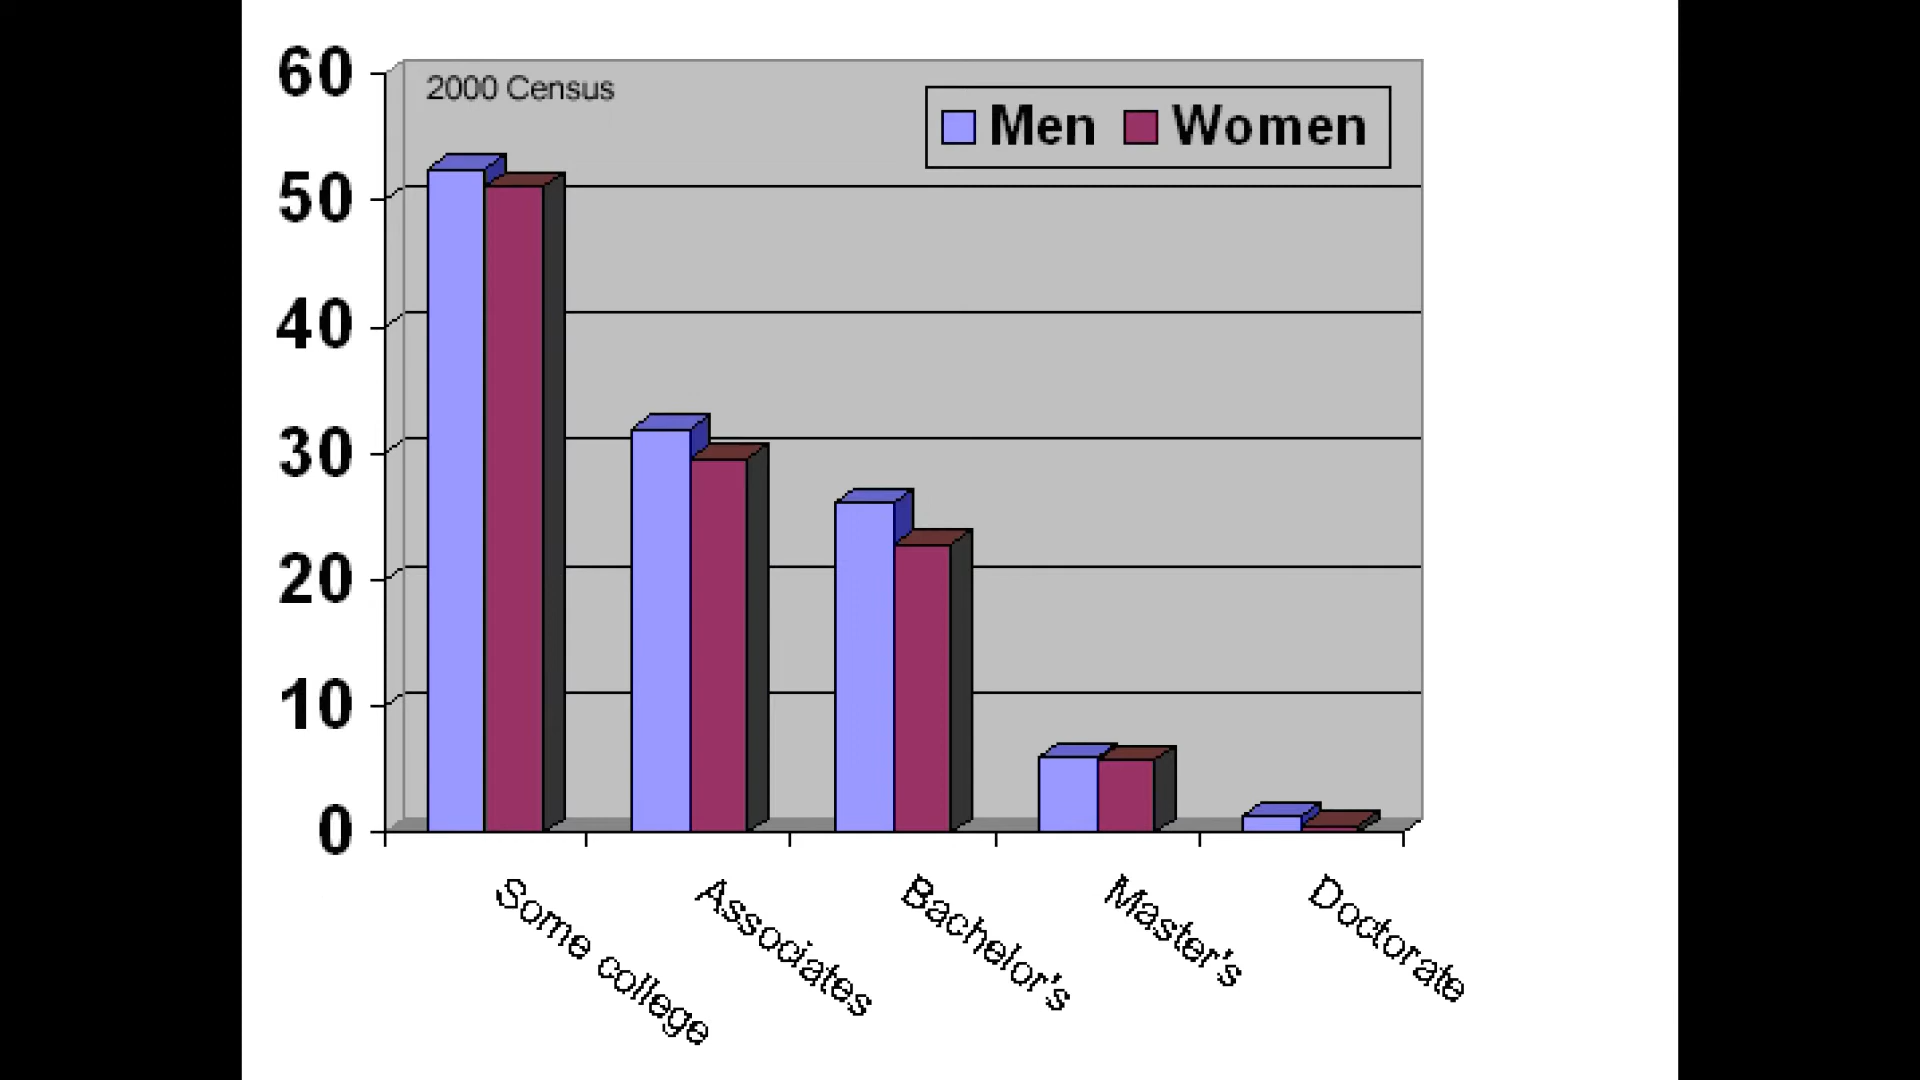 60
2000 Census
Men Women
50
40
30
20
10
0
Some college
Associates
Bachelor's
Master's
Doctorate